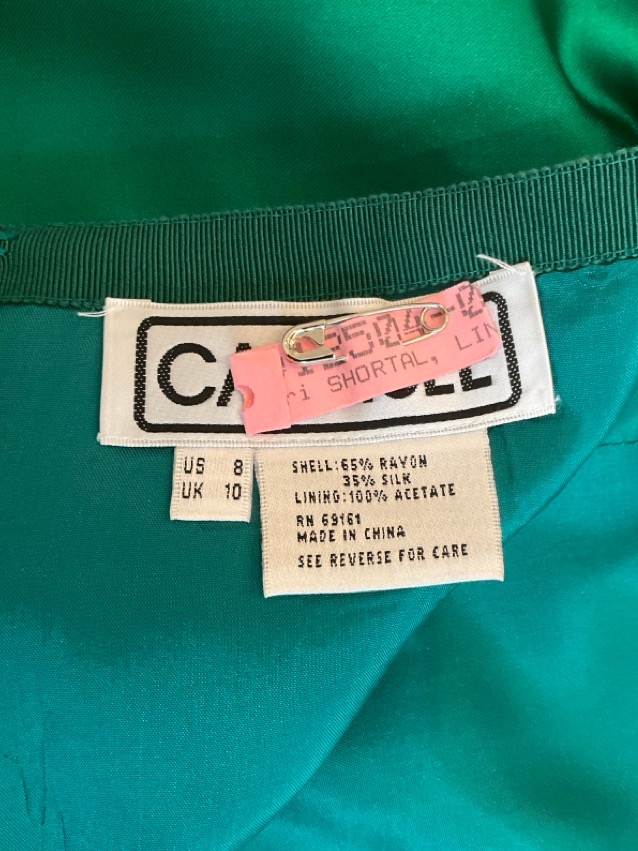 SHORTAL, LIN
US 8
UK 10
SHELL:65% RAYON
35% SILK
LINING:100% ACETATE
RN 69161
MADE IN CHINA
SEE REVERSE FOR CARE